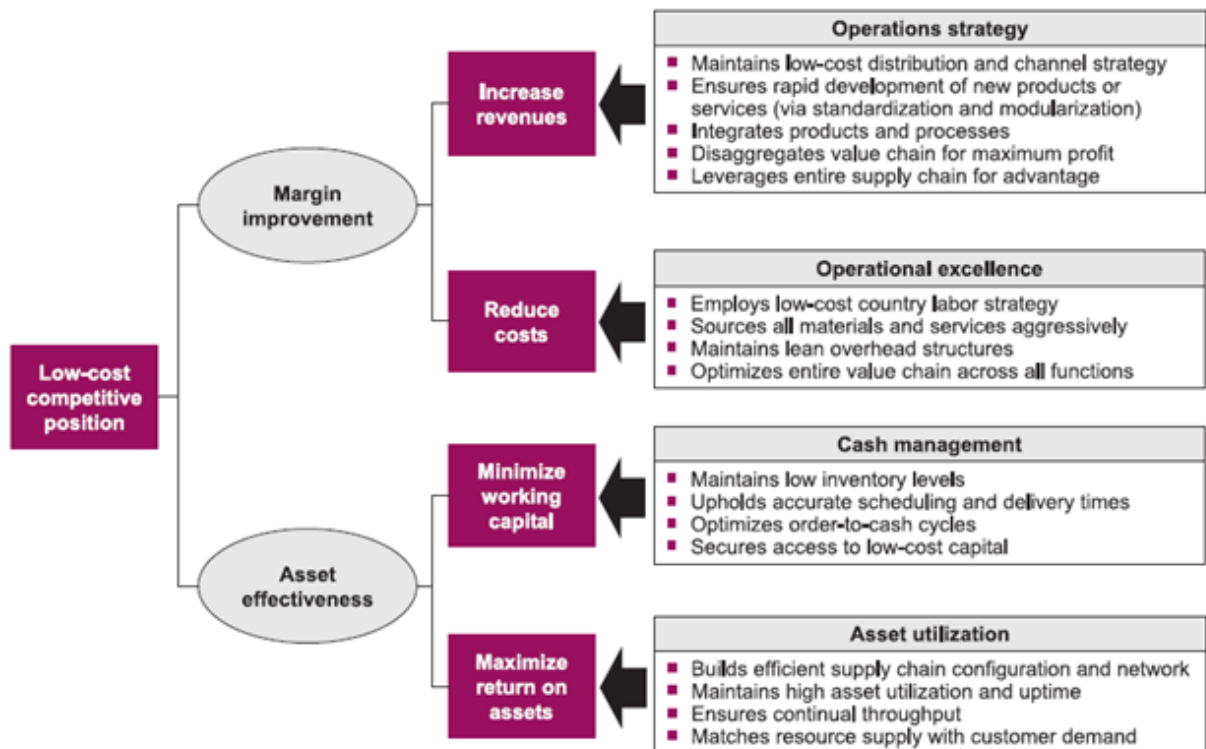 Low-cost
competitive
position
Margin
improvement
Asset
effectiveness
Increase
revenues
Reduce
costs
Minimize
working
capital
Maximize
return on
assets
Operations strategy
■ Maintains low-cost distribution and channel strategy
■ Ensures rapid development of new products or
services (via standardization and modularization)
■ Integrates products and processes
■ Disaggregates value chain for maximum profit
■ Leverages entire supply chain for advantage
Operational excellence
■ Employs low-cost country labor strategy
■ Sources all materials and services aggressively
■ Maintains lean overhead structures
■ Optimizes entire value chain across all functions
Cash management
■ Maintains low inventory levels
■ Upholds accurate scheduling and delivery times
■ Optimizes order-to-cash cycles
■ Secures access to low-cost capital
Asset utilization
■ Builds efficient supply chain configuration and network
■ Maintains high asset utilization and uptime
■ Ensures continual throughput
■ Matches resource supply with customer demand